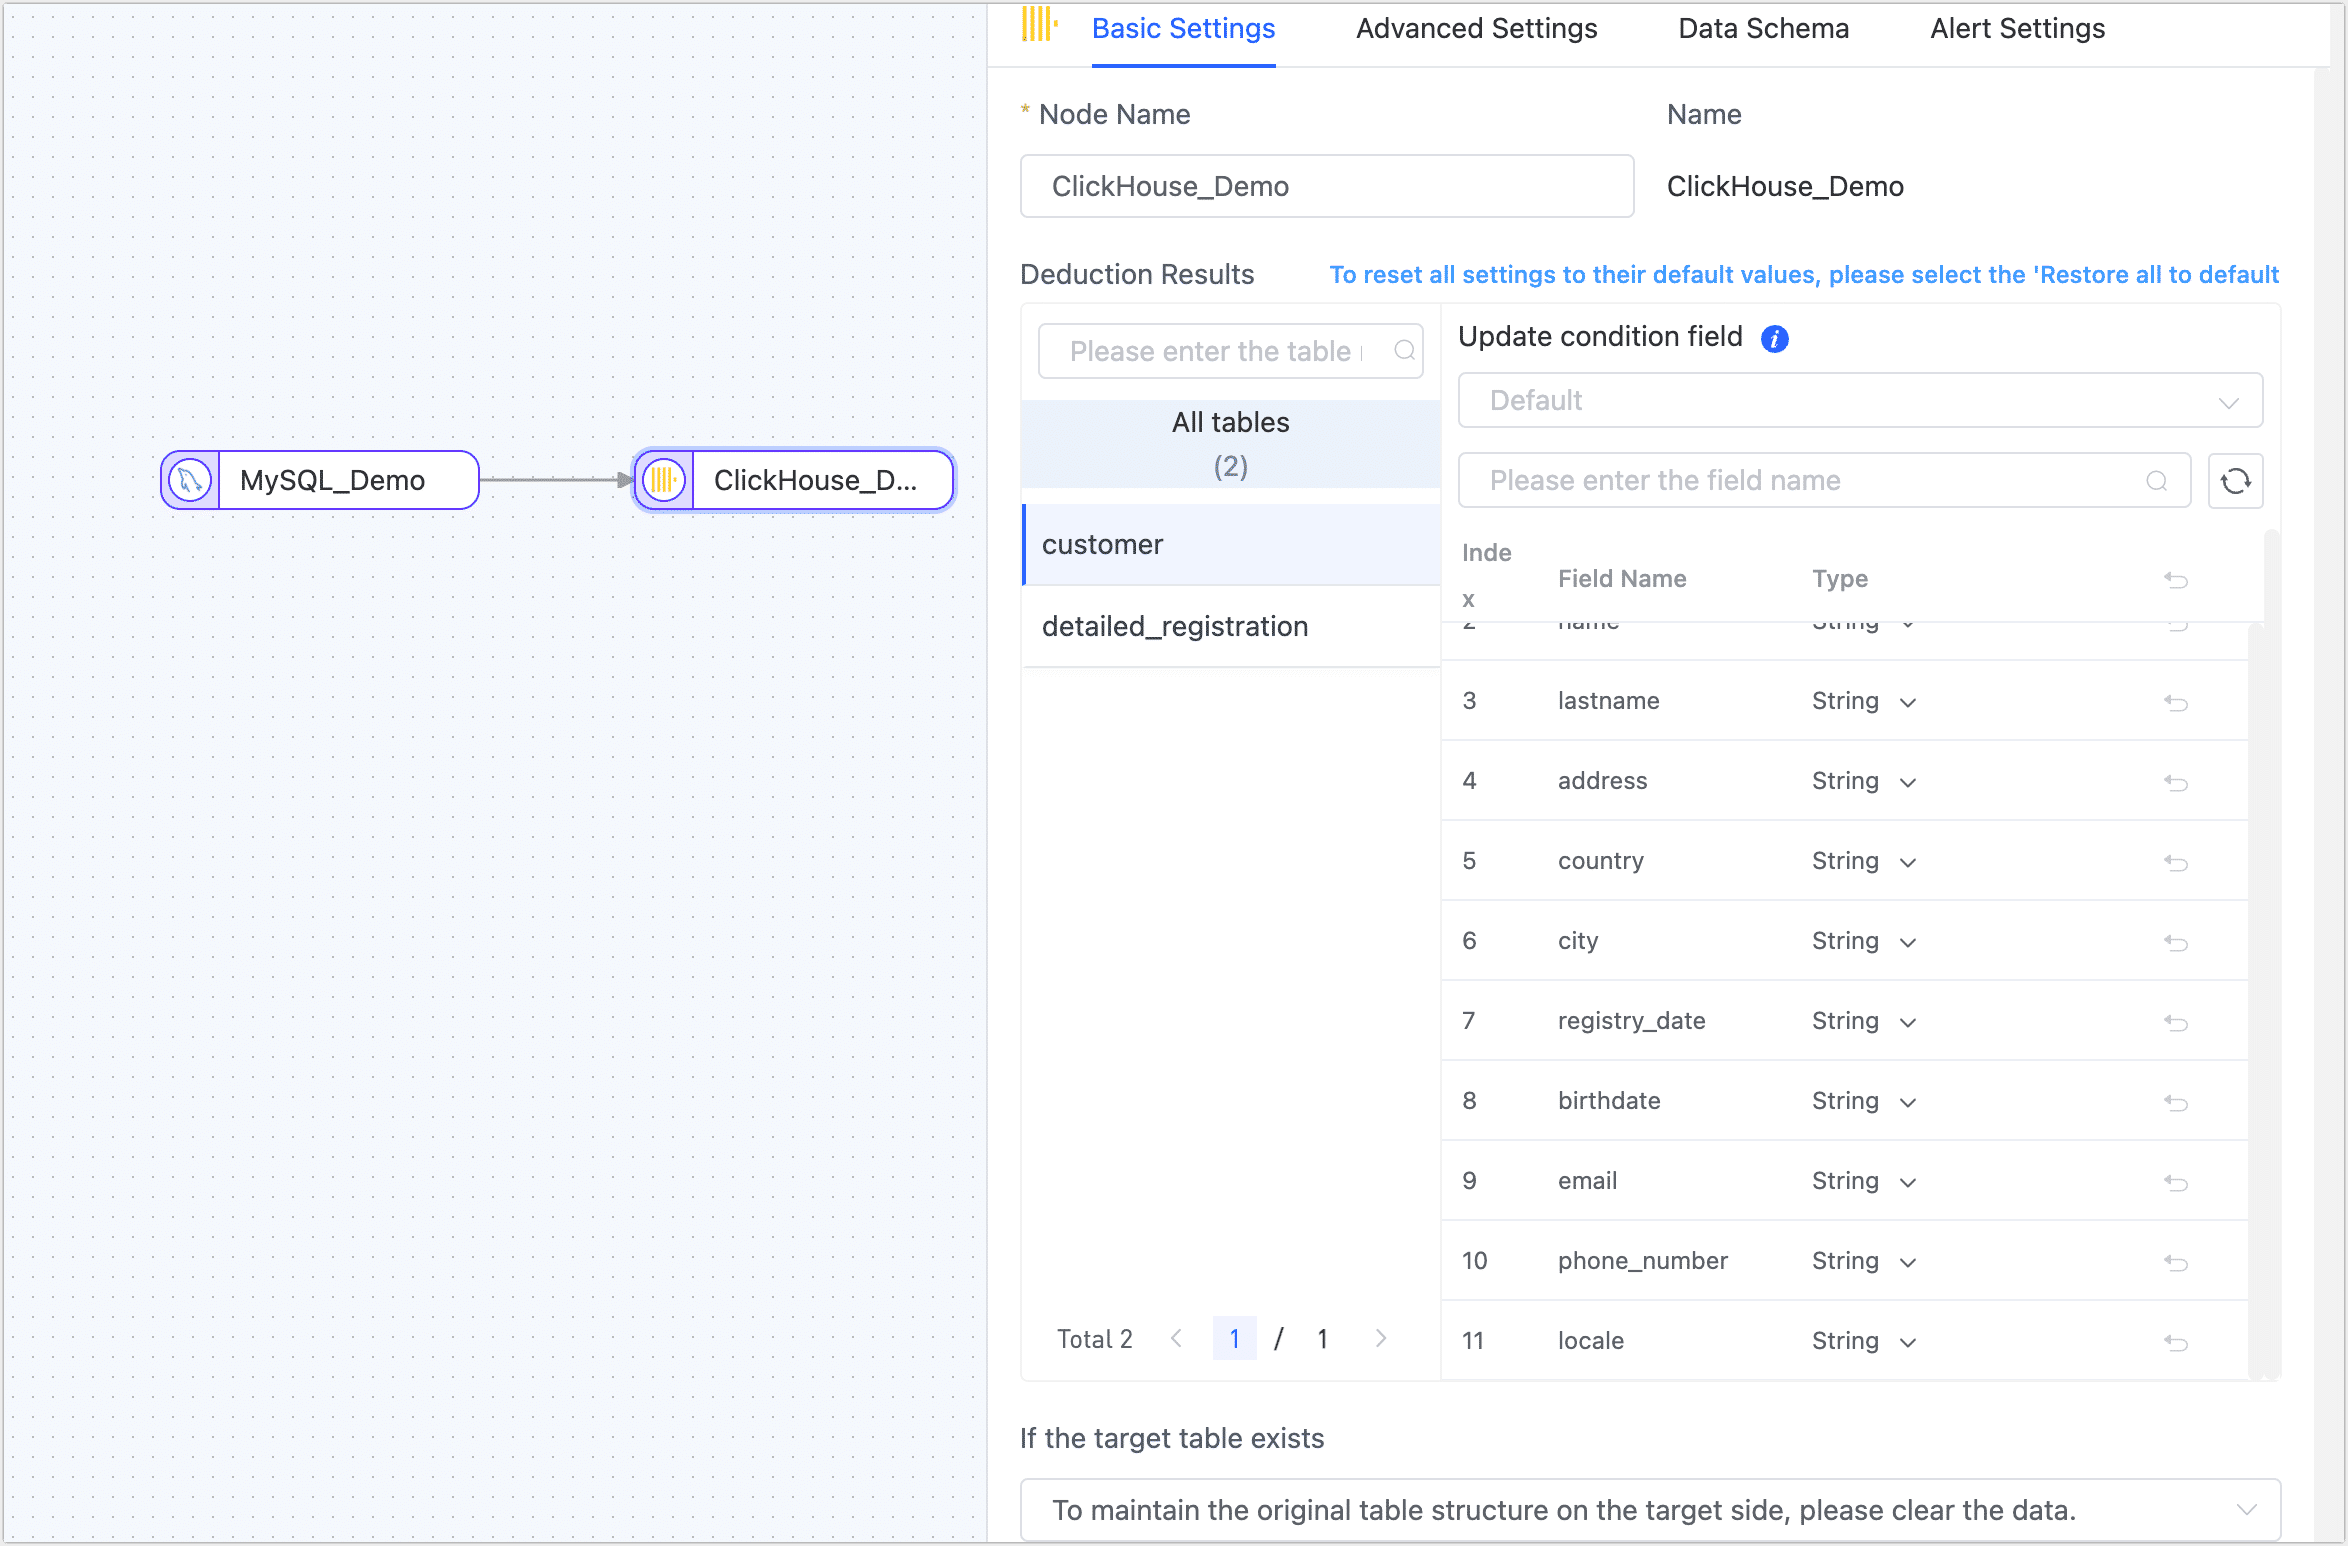 Basic Settings Advanced Settings Data Schema Alert Settings
* Node Name Name
ClickHouse_Demo ClickHouse_Demo
Deduction Results To reset all settings to their default values, please select the 'Restore all to default
Please enter the table
All tables
(2)
customer
detailed_registration
Total 2 1 / 1
Update condition field i
Default
Please enter the field name
Inde
x
Field Name Type
2 name String
3 lastname String
4 address String
5 country String
6 city String
7 registry_date String
8 birthdate String
9 email String
10 phone_number String
11 locale String
If the target table exists
To maintain the original table structure on the target side, please clear the data.
MySQL_Demo
ClickHouse_D...